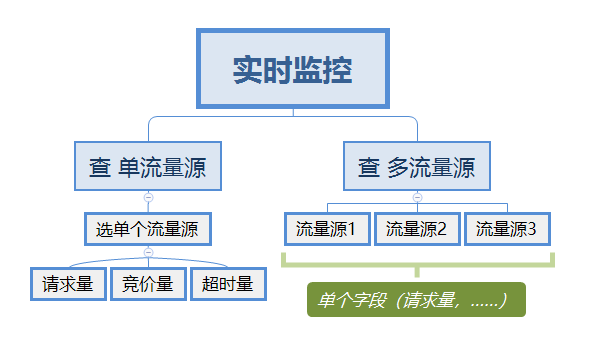 实时监控
查 单流量源
查 多流量源
选单个流量源
流量源1
流量源2
流量源3
请求量
竞价量
超时量
单个字段（请求量，……）